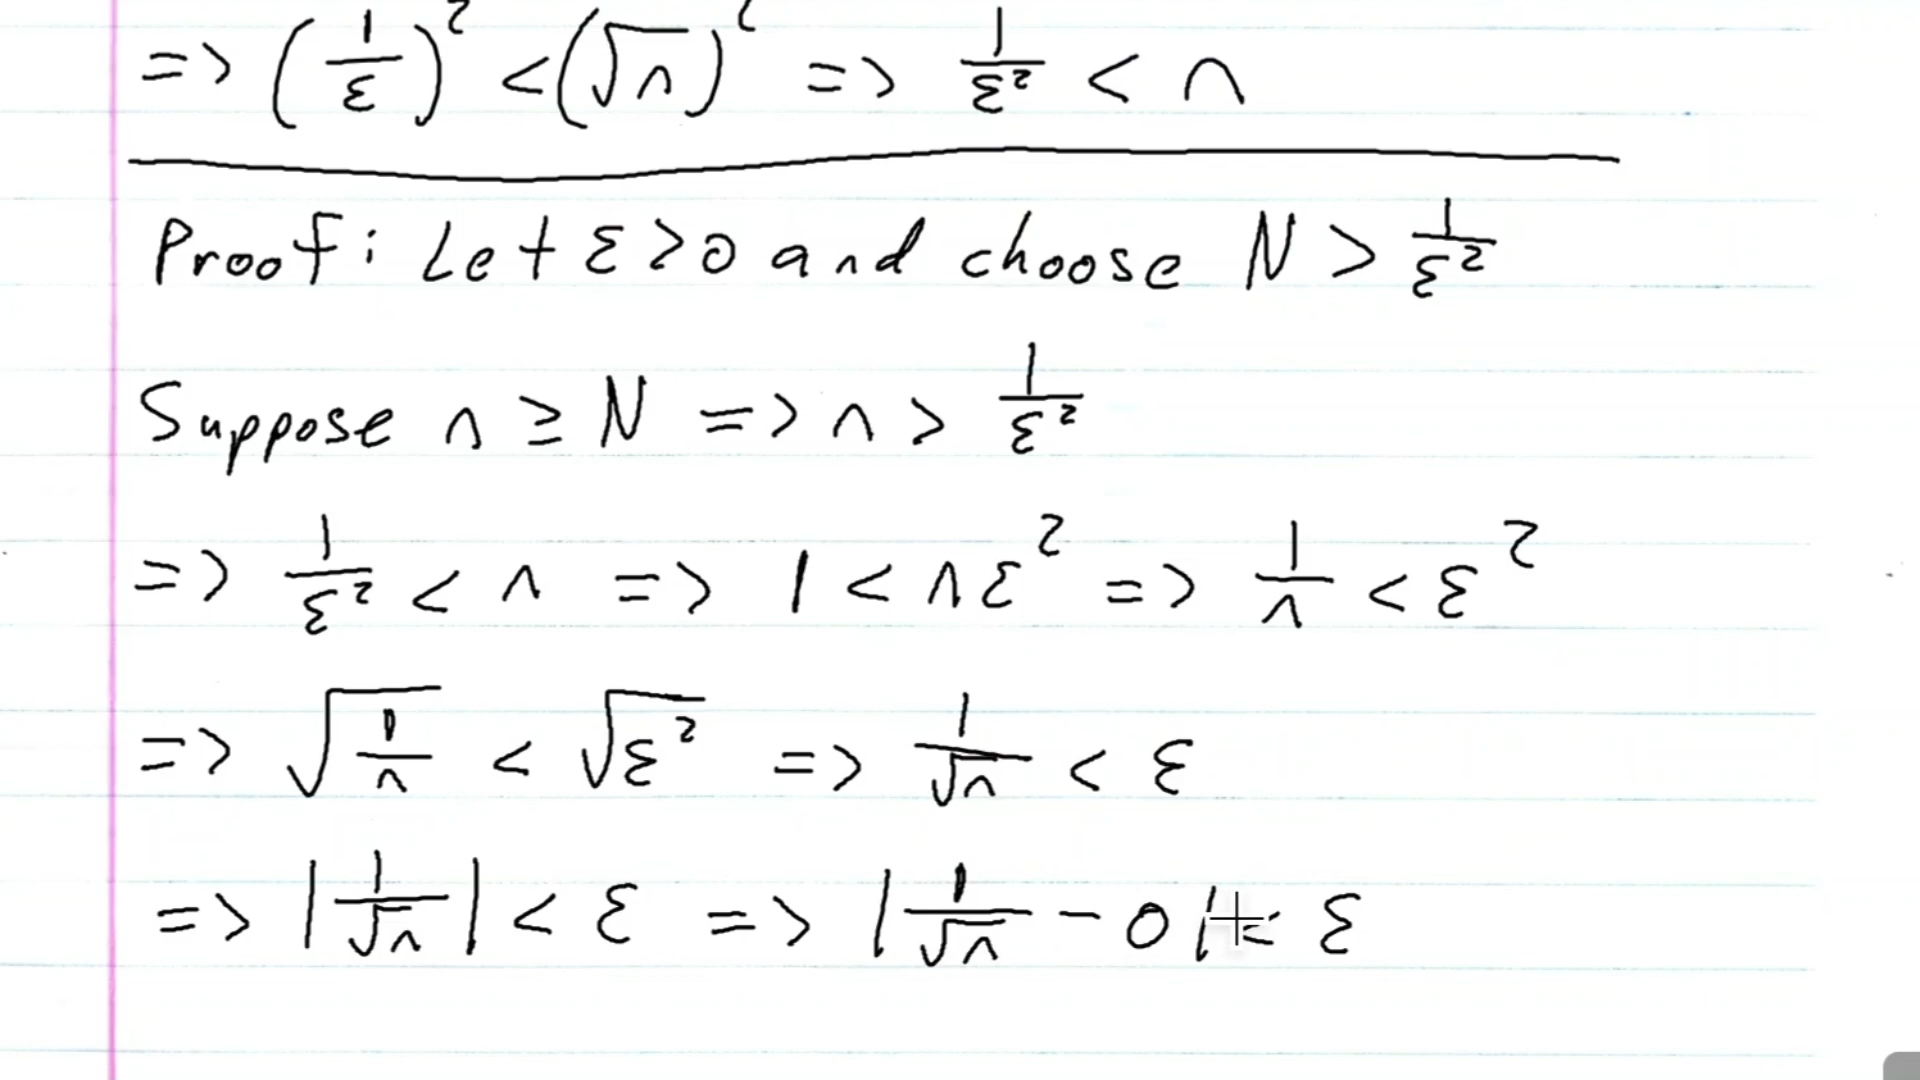 => (1/ε)² < (√n)² => 1/ε² < n
Proof: Let ε > 0 and choose N > 1/ε²
Suppose n ≥ N => n > 1/ε²
=> 1/ε² < n => 1 < nε² => 1/n < ε²
=> √(1/n) < √(ε²) => 1/√n < ε
=> |1/√n| < ε => |1/√n - 0| < ε